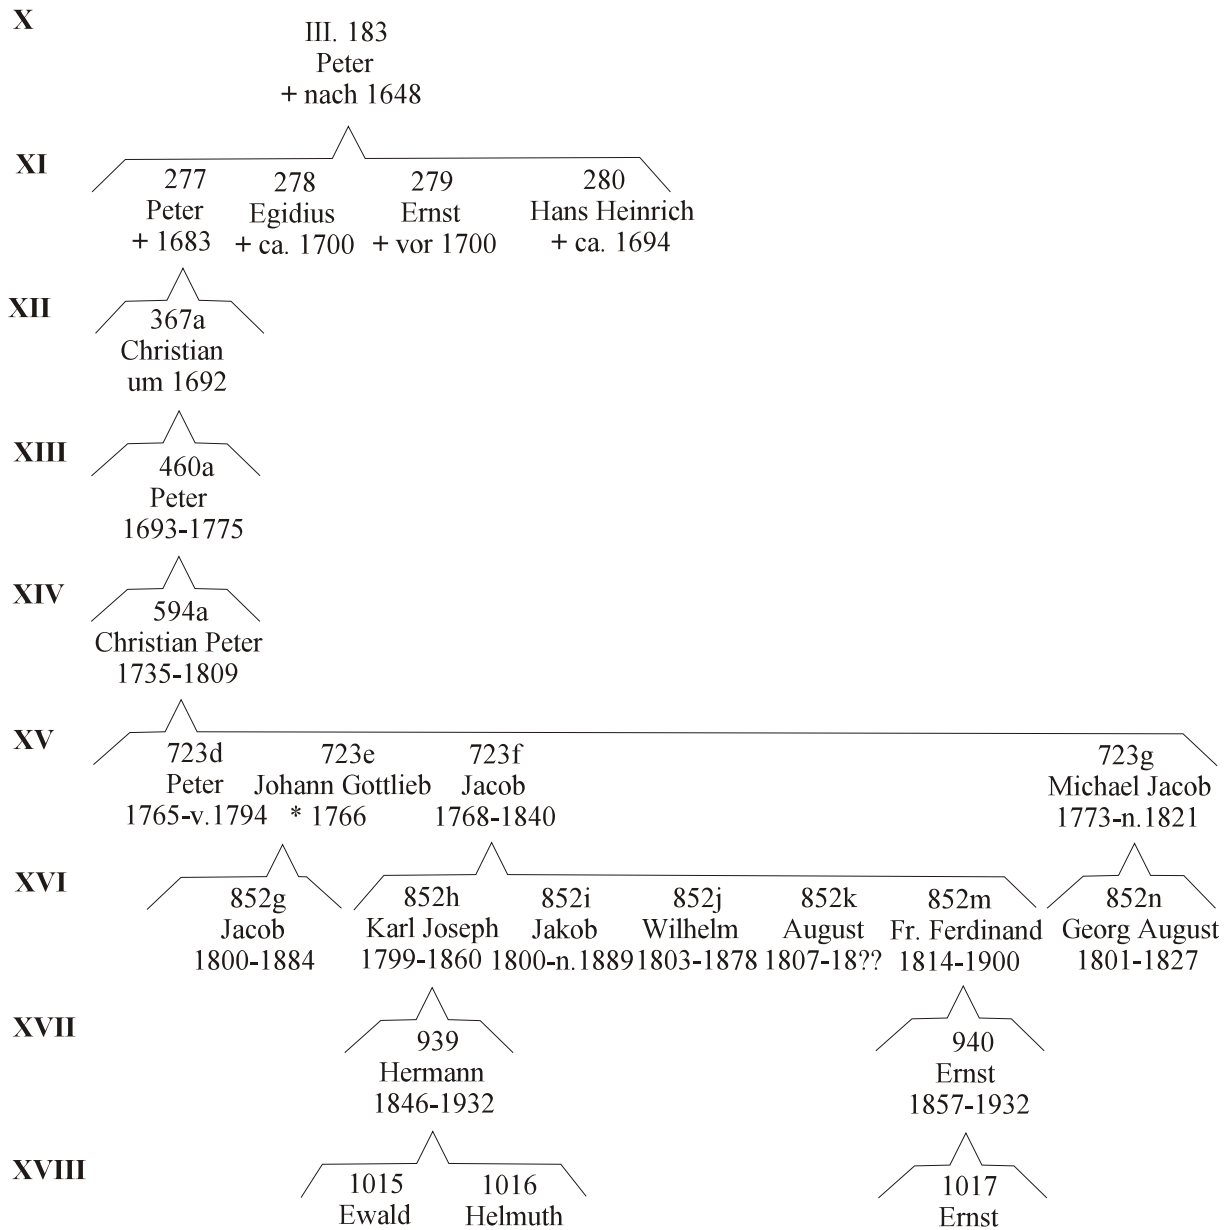 X
III. 183
Peter
+ nach 1648
XI
277
Peter
+ 1683
278
Egidius
+ ca. 1700
279
Ernst
+ vor 1700
280
Hans Heinrich
+ ca. 1694
XII
367a
Christian
um 1692
XIII
460a
Peter
1693-1775
XIV
594a
Christian Peter
1735-1809
XV
723d
Peter
1765-v.1794
723e
Johann Gottlieb
* 1766
723f
Jacob
1768-1840
723g
Michael Jacob
1773-n.1821
XVI
852g
Jacob
1800-1884
852h
Karl Joseph
1799-1860
852i
Jakob
1800-n.1889
852j
Wilhelm
1803-1878
852k
August
1807-18??
852m
Fr. Ferdinand
1814-1900
852n
Georg August
1801-1827
XVII
939
Hermann
1846-1932
940
Ernst
1857-1932
XVIII
1015
Ewald
1016
Helmuth
1017
Ernst